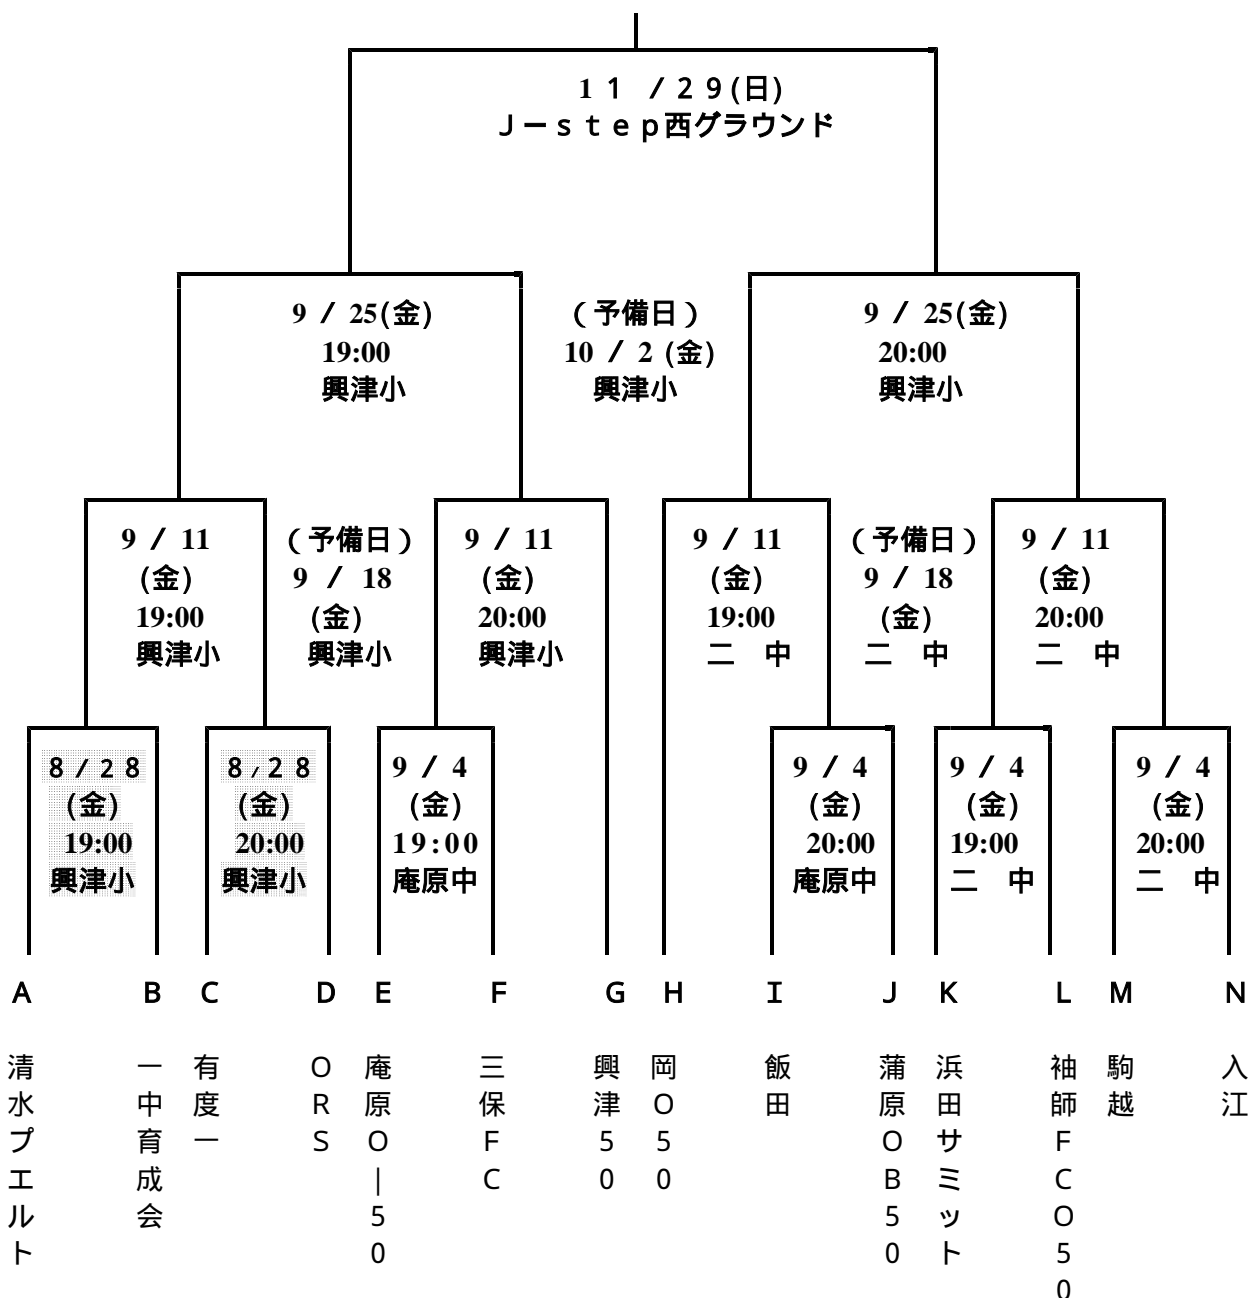 １１　/２９(日)
Ｊーｓｔｅｐ西グラウンド
9 / 25(金)
19:00
興津小
(予備日)
10 / 2 (金)
興津小
9 / 25(金)
20:00
興津小
9 / 11
(金)
19:00
興津小
(予備日)
9 / 18
(金)
興津小
9 / 11
(金)
20:00
興津小
9 / 11
(金)
19:00
二　中
(予備日)
9 / 18
(金)
二　中
9 / 11
(金)
20:00
二　中
８/２８
(金)
19:00
興津小
８/２８
(金)
20:00
興津小
9 / 4
(金)
19:00
庵原中
9 / 4
(金)
20:00
庵原中
9 / 4
(金)
19:00
二　中
9 / 4
(金)
20:00
二　中
A B C D E F G H I J K L M N
清水プエルト
一中育成会
有度一
ORS
庵原O｜50
三保FC
興津50
岡O50
飯田
蒲原OB50
浜田サミット
袖師FCO50
駒越
入江